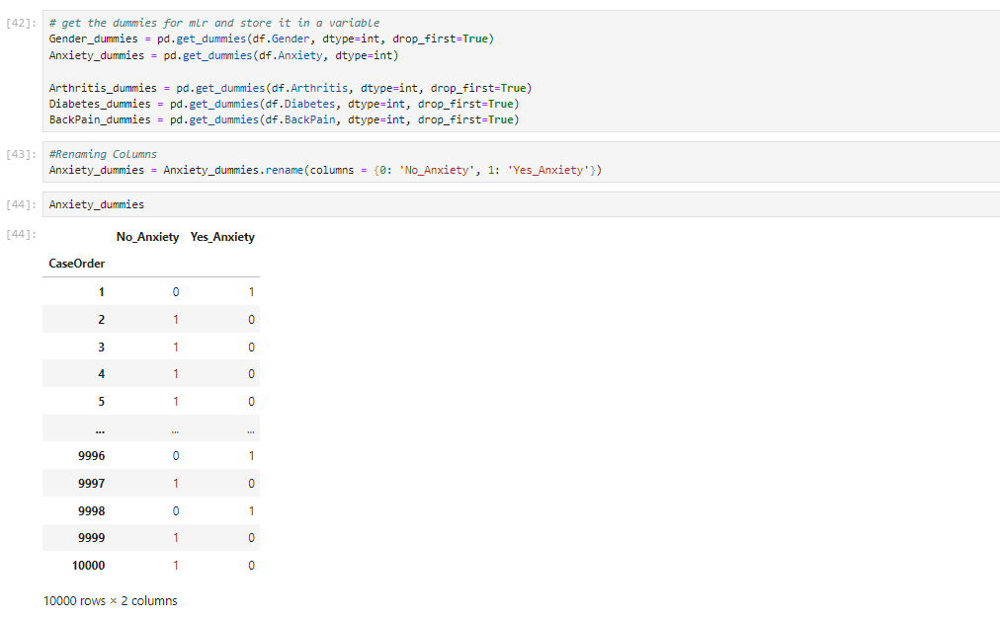 [42]: # get the dummies for mlr and store it in a variable
Gender_dummies = pd.get_dummies(df.Gender, dtype=int, drop_first=True)
Anxiety_dummies = pd.get_dummies(df.Anxiety, dtype=int)
Arthritis_dummies = pd.get_dummies(df.Arthritis, dtype=int, drop_first=True)
Diabetes_dummies = pd.get_dummies(df.Diabetes, dtype=int, drop_first=True)
BackPain_dummies = pd.get_dummies(df.BackPain, dtype=int, drop_first=True)
[43]: #Renaming Columns
Anxiety_dummies = Anxiety_dummies.rename(columns = {0: 'No_Anxiety', 1: 'Yes_Anxiety'})
[44]: Anxiety_dummies
[44]: No_Anxiety Yes_Anxiety
CaseOrder
1 0 1
2 1 0
3 1 0
4 1 0
5 1 0
... ... ...
9996 0 1
9997 1 0
9998 0 1
9999 1 0
10000 1 0
10000 rows × 2 columns